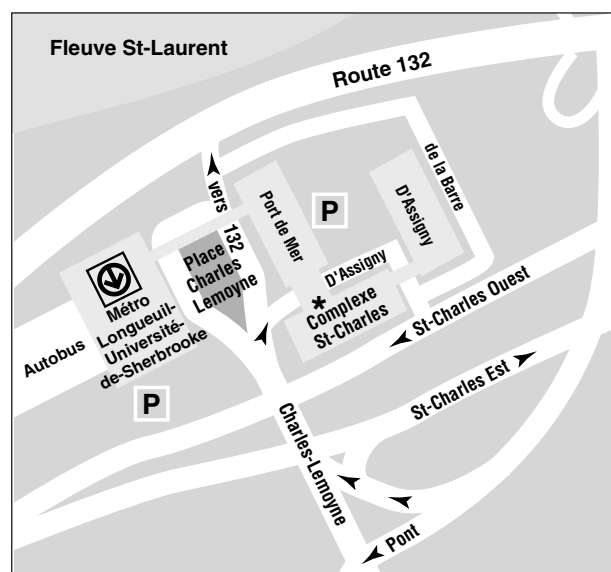 Fleuve St-Laurent
Route 132
de la Barre
vers 132
Port de Mer
P
D'Assigny
Place
Charles
Lemoyne
D'Assigny
*
Complexe
St-Charles
Métro
Longueuil-
Université-
de-Sherbrooke
Autobus
P
St-Charles Ouest
St-Charles Est
Charles-Lemoyne
Pont